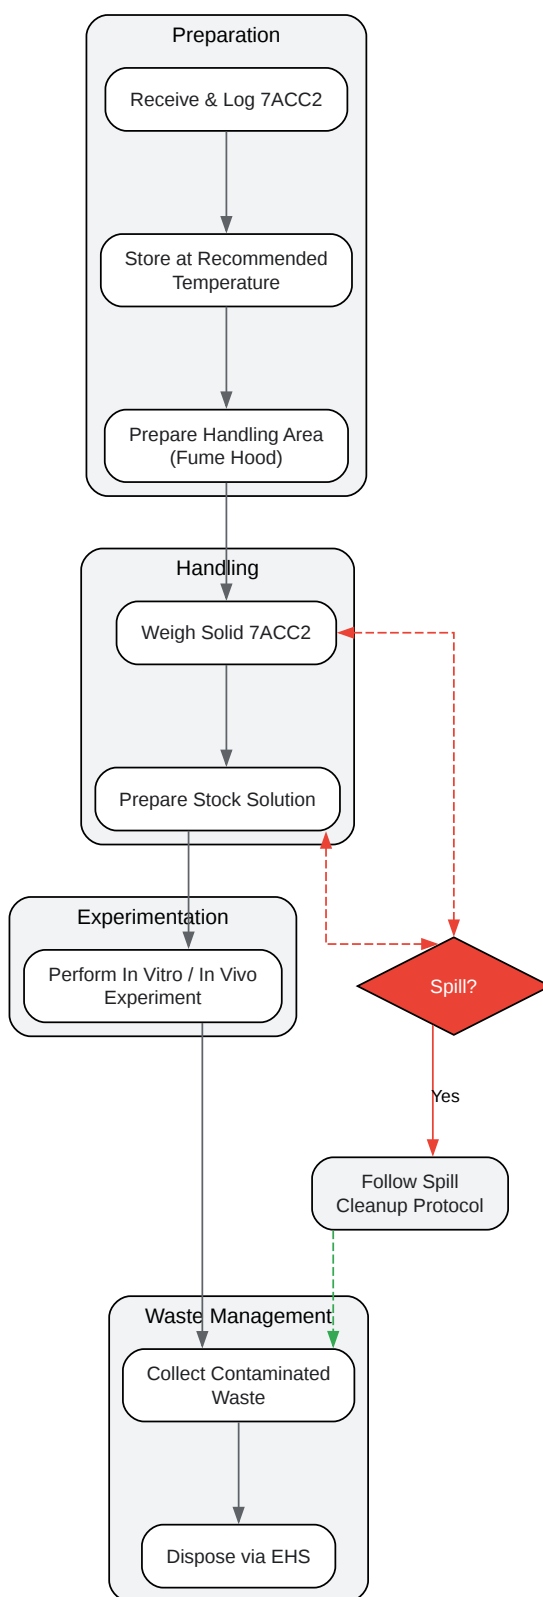 Preparation
Receive & Log 7ACC2
Store at Recommended
Temperature
Prepare Handling Area
(Fume Hood)
Handling
Weigh Solid 7ACC2
Prepare Stock Solution
Experimentation
Perform In Vitro / In Vivo
Experiment
Spill?
Yes
Follow Spill
Cleanup Protocol
Waste Management
Collect Contaminated
Waste
Dispose via EHS